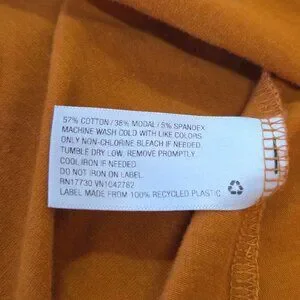 57% COTTON / 38% MODAL / 5% SPANDEX
MACHINE WASH COLD WITH LIKE COLORS.
ONLY NON-CHLORINE BLEACH IF NEEDED.
TUMBLE DRY LOW, REMOVE PROMPTLY.
COOL IRON IF NEEDED.
DO NOT IRON ON LABEL.
RN17730 VN1042782
LABEL MADE FROM 100% RECYCLED PLASTIC